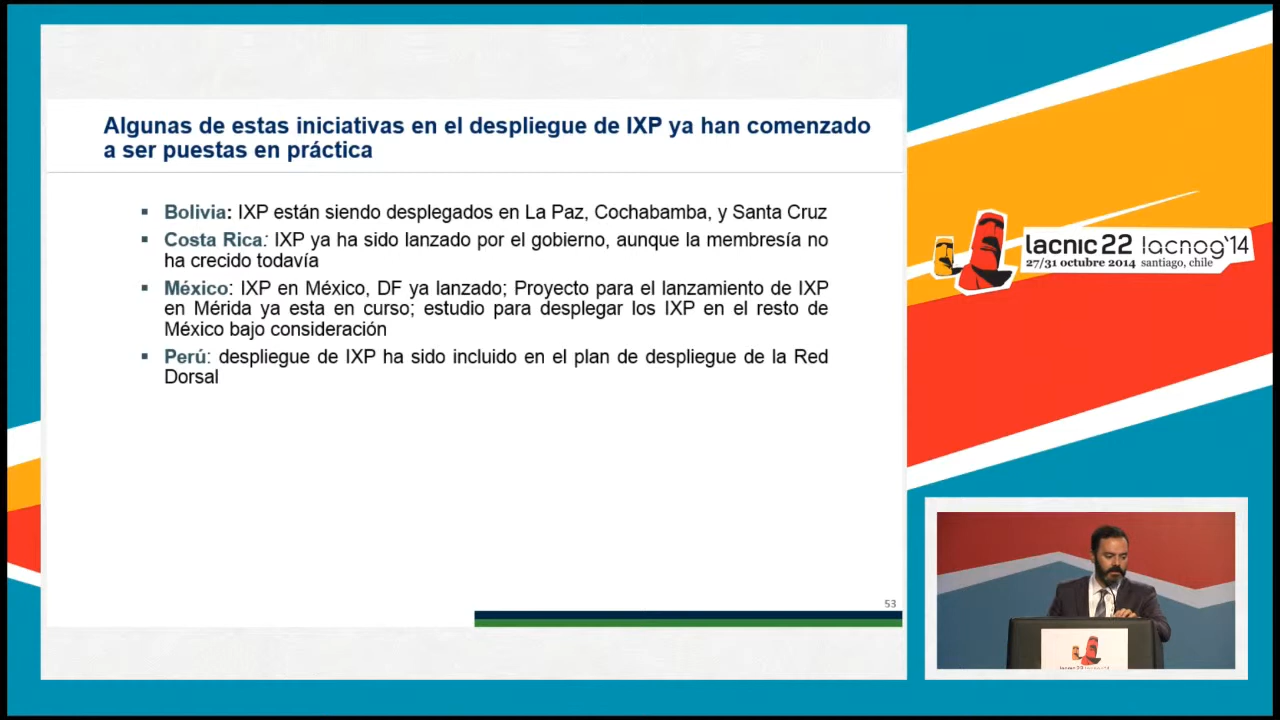 Algunas de estas iniciativas en el despliegue de IXP ya han comenzado
a ser puestas en práctica
▪ Bolivia: IXP están siendo desplegados en La Paz, Cochabamba, y Santa Cruz
▪ Costa Rica: IXP ya ha sido lanzado por el gobierno, aunque la membresía no
ha crecido todavía
▪ México: IXP en México, DF ya lanzado; Proyecto para el lanzamiento de IXP
en Mérida ya esta en curso; estudio para desplegar los IXP en el resto de
México bajo consideración
▪ Perú: despliegue de IXP ha sido incluido en el plan de despliegue de la Red
Dorsal
53
lacnic 22 lacnog'14
27/31 octubre 2014 santiago, chile